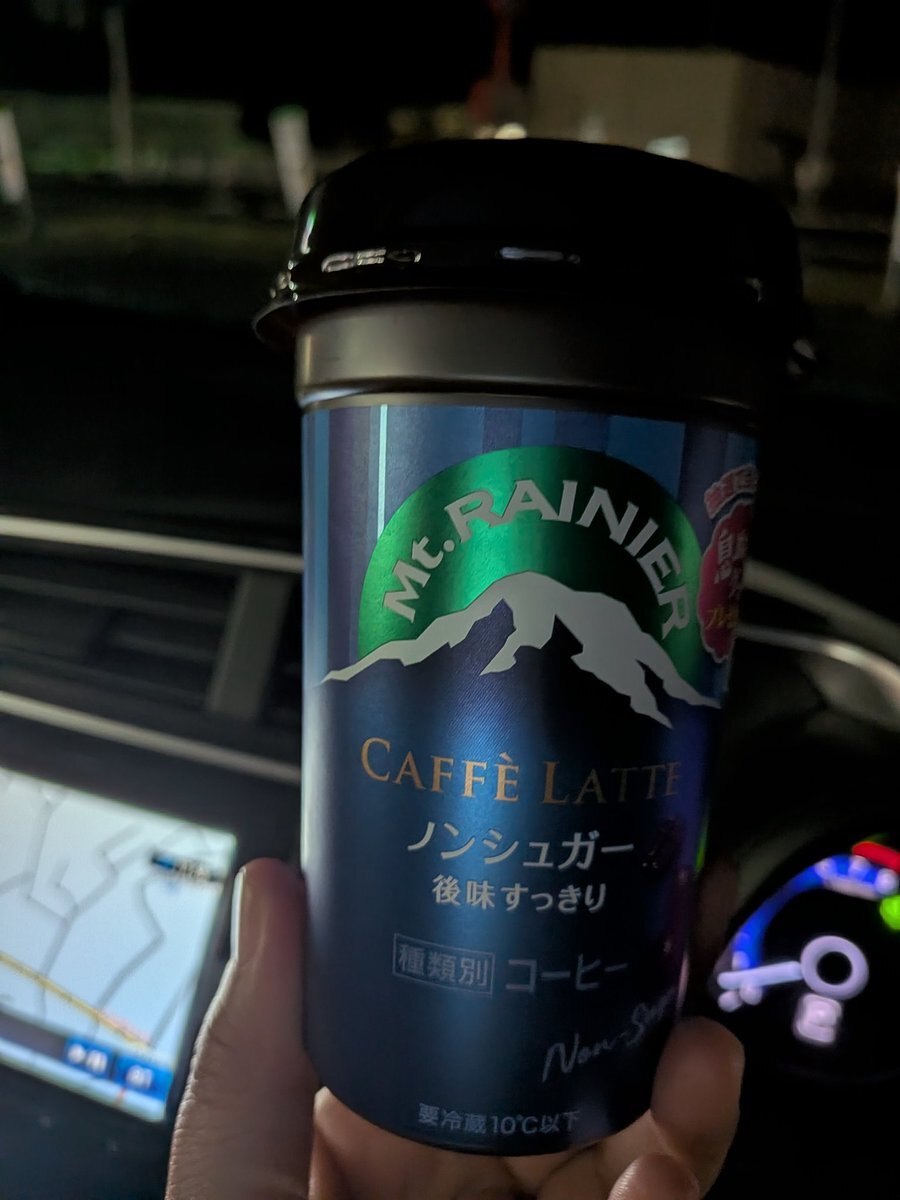 Mt. RAINIER
CAFFÈ LATTE
ノンシュガー
後味すっきり
種類別 コーヒー
要冷蔵10℃以下